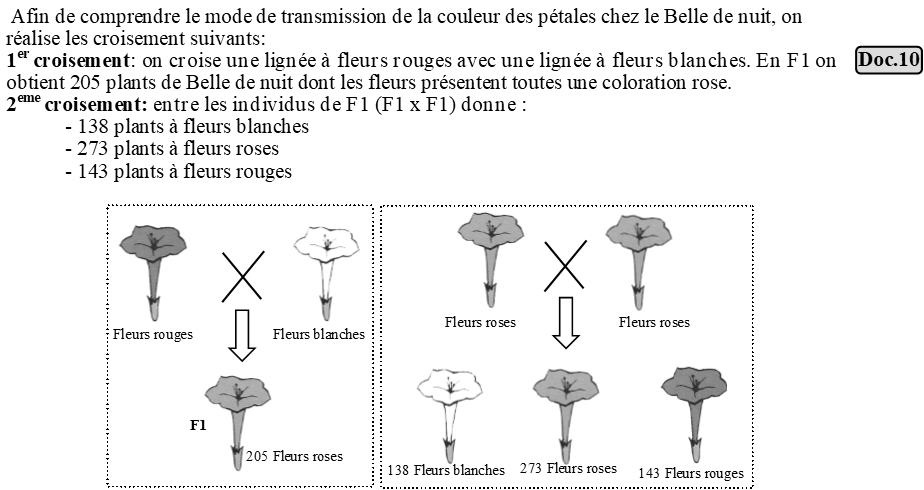 Afin de comprendre le mode de transmission de la couleur des pétales chez le Belle de nuit, on
réalise les croisement suivants:
1er croisement: on croise une lignée à fleurs rouges avec une lignée à fleurs blanches. En F1 on
obtient 205 plants de Belle de nuit dont les fleurs présentent toutes une coloration rose.
Doc.10
2eme croisement: entre les individus de F1 (F1 x F1) donne :
- 138 plants à fleurs blanches
- 273 plants à fleurs roses
- 143 plants à fleurs rouges
Fleurs rouges
Fleurs blanches
F1
205 Fleurs roses
Fleurs roses
Fleurs roses
138 Fleurs blanches
273 Fleurs roses
143 Fleurs rouges